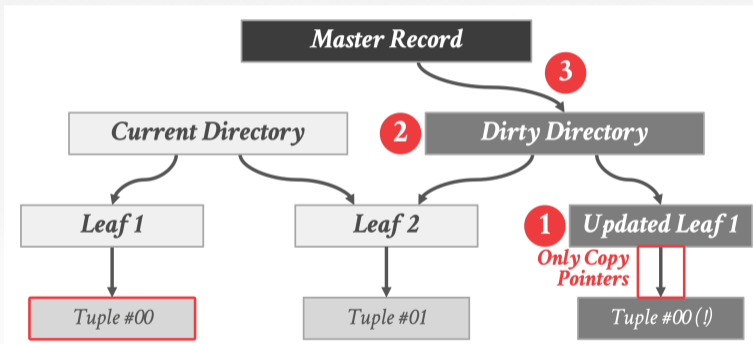 Master Record
3
Current Directory
2
Dirty Directory
Leaf 1
Leaf 2
1
Updated Leaf 1
Only Copy
Pointers
Tuple #00
Tuple #01
Tuple #00 (!)